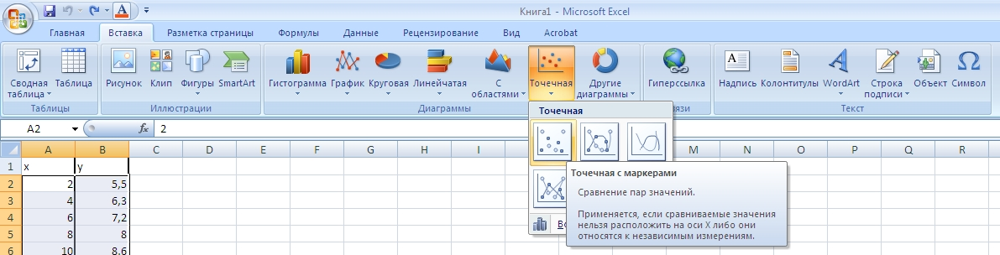 Книга1 - Microsoft Excel
Главная Вставка Разметка страницы Формулы Данные Рецензирование Вид Acrobat
Сводная таблица Таблица Рисунок Клип Фигуры SmartArt Гистограмма График Круговая Линейчатая С областями Точечная Другие диаграммы Гиперссылка Надпись Колонтитулы WordArt Строка подписи Объект Символ
Таблицы Иллюстрации Диаграммы Текст
Точечная
A2 fx 2
A B C D E F G H I M N O P Q R
1 x y
2 2 5,5
3 4 6,3
4 6 7,2
5 8 8
6 10 8,6
Точечная с маркерами
Сравнение пар значений.
Применяется, если сравниваемые значения
нельзя расположить на оси X либо они
относятся к независимым измерениям.